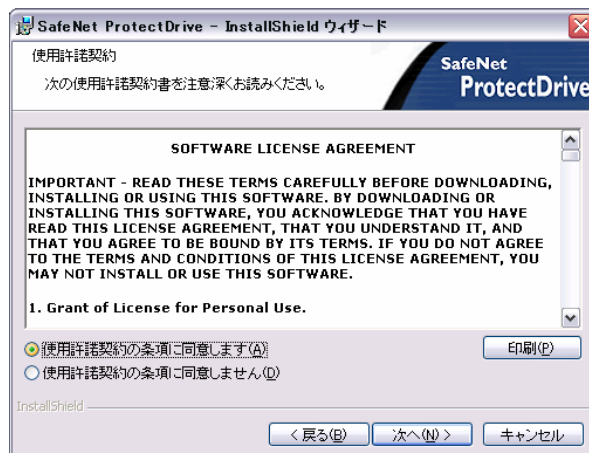 SafeNet ProtectDrive - InstallShield ウィザード
使用許諾契約
次の使用許諾契約書を注意深くお読みください。
SafeNet
ProtectDrive
SOFTWARE LICENSE AGREEMENT
IMPORTANT - READ THESE TERMS CAREFULLY BEFORE DOWNLOADING,
INSTALLING OR USING THIS SOFTWARE. BY DOWNLOADING OR
INSTALLING THIS SOFTWARE, YOU ACKNOWLEDGE THAT YOU HAVE
READ THIS LICENSE AGREEMENT, THAT YOU UNDERSTAND IT, AND
THAT YOU AGREE TO BE BOUND BY ITS TERMS. IF YOU DO NOT AGREE
TO THE TERMS AND CONDITIONS OF THIS LICENSE AGREEMENT, YOU
MAY NOT INSTALL OR USE THIS SOFTWARE.
1. Grant of License for Personal Use.
使用許諾契約の条項に同意します(A)
印刷(P)
使用許諾契約の条項に同意しません(D)
InstallShield
< 戻る(B)
次へ(N) >
キャンセル